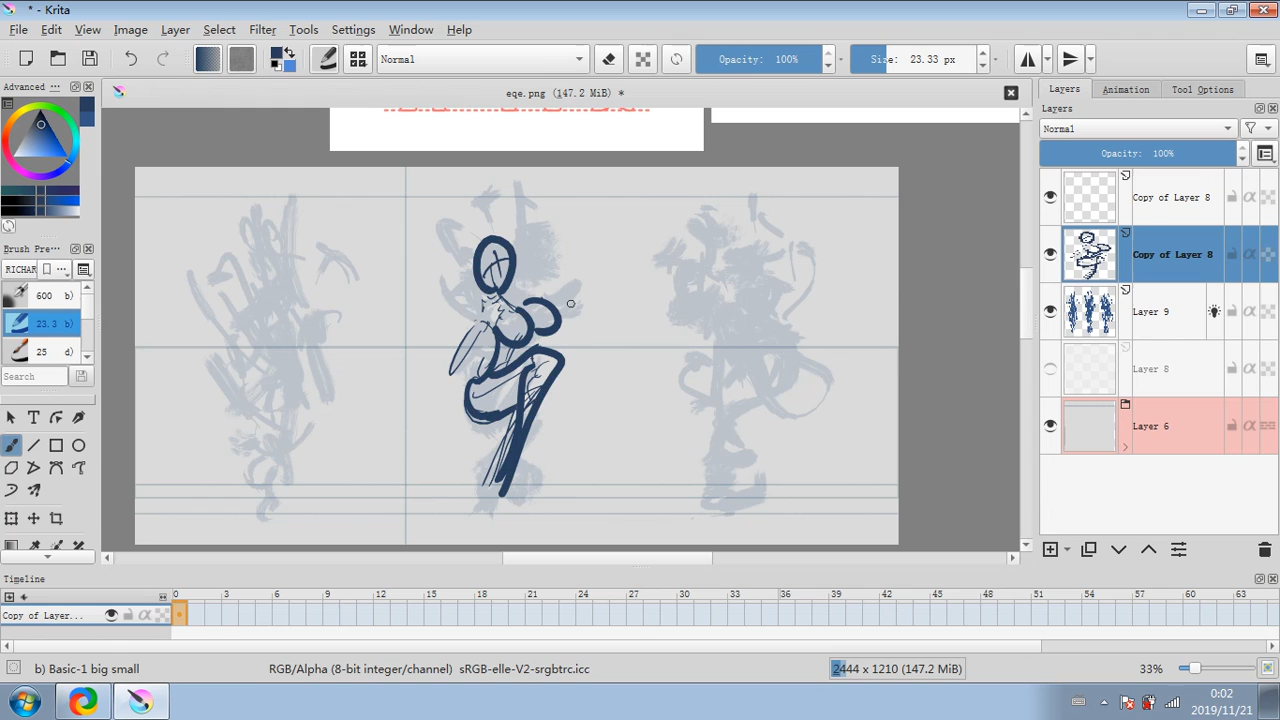 * - Krita
File Edit View Image Layer Select Filter Tools Settings Window Help
Normal Opacity: 100% Size: 23.33 px
Advanced ...
eqe.png (147.2 MiB) *
Layers Animation Tool Options
Layers
Normal
Opacity: 100%
Copy of Layer 8
Copy of Layer 8
Layer 9
Layer 8
Layer 6
Brush Pre...
RICHAR
600 b)
23.3 b)
25 d)
Search
Timeline
0 3 6 9 12 15 18 21 24 27 30 33 36 39 42 45 48 51 54 57 60 63
Copy of Layer...
b) Basic-1 big small RGB/Alpha (8-bit integer/channel) sRGB-elle-V2-srgbtrc.icc 2444 x 1210 (147.2 MiB) 33%
0:02
2019/11/21